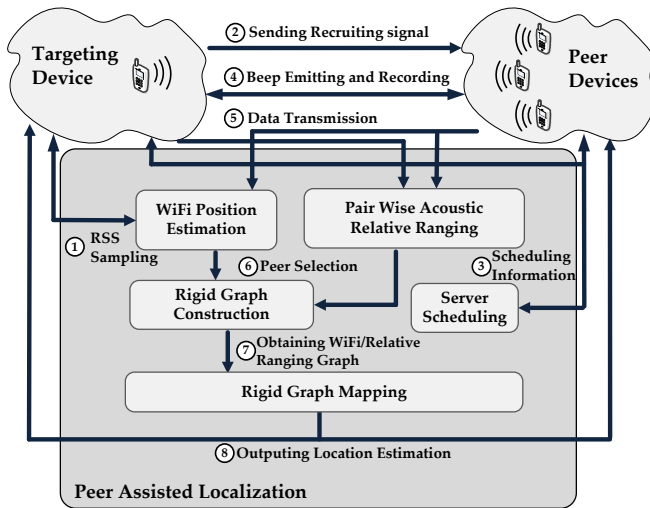 ② Sending Recruiting signal
Targeting
Device
Peer
Devices
④ Beep Emitting and Recording
⑤ Data Transmission
WiFi Position
Estimation
Pair Wise Acoustic
Relative Ranging
① RSS
Sampling
⑥ Peer Selection
③ Scheduling
Information
Rigid Graph
Construction
Server
Scheduling
⑦ Obtaining WiFi/Relative
Ranging Graph
Rigid Graph Mapping
⑧ Outputing Location Estimation
Peer Assisted Localization